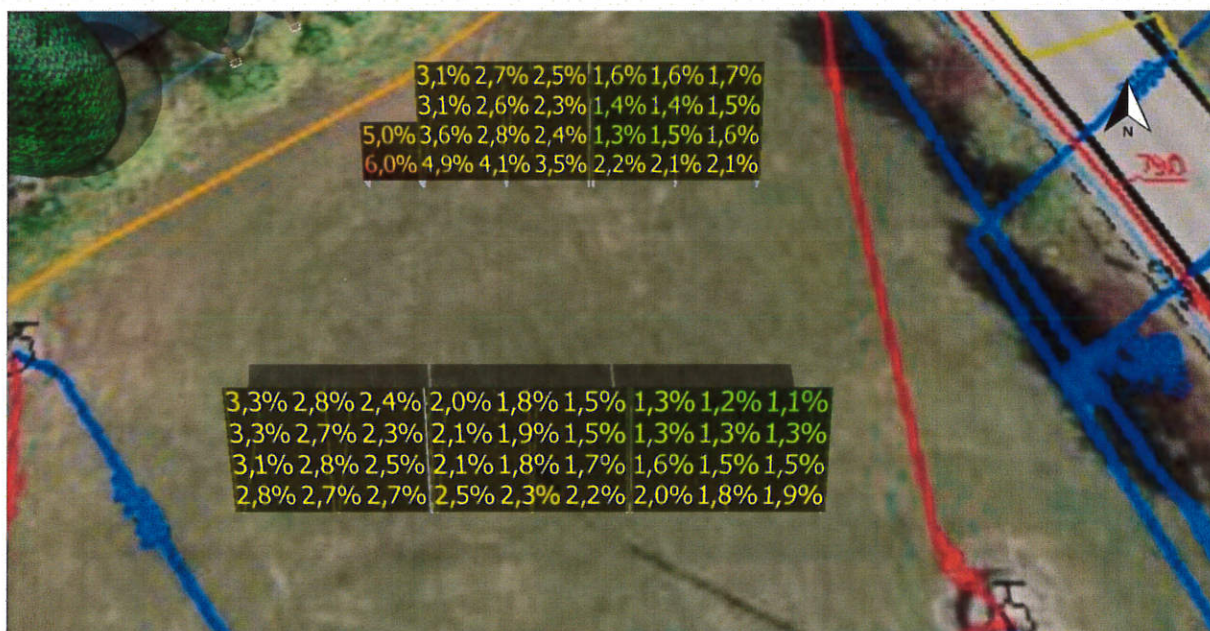 3,1% 2,7% 2,5% 1,6% 1,6% 1,7%
3,1% 2,6% 2,3% 1,4% 1,4% 1,5%
5,0% 3,6% 2,8% 2,4% 1,3% 1,5% 1,6%
6,0% 4,9% 4,1% 3,5% 2,2% 2,1% 2,1%
N
3,3% 2,8% 2,4% 2,0% 1,8% 1,5% 1,3% 1,2% 1,1%
3,3% 2,7% 2,3% 2,1% 1,9% 1,5% 1,3% 1,3% 1,3%
3,1% 2,8% 2,5% 2,1% 1,8% 1,7% 1,6% 1,5% 1,5%
2,8% 2,7% 2,7% 2,5% 2,3% 2,2% 2,0% 1,8% 1,9%